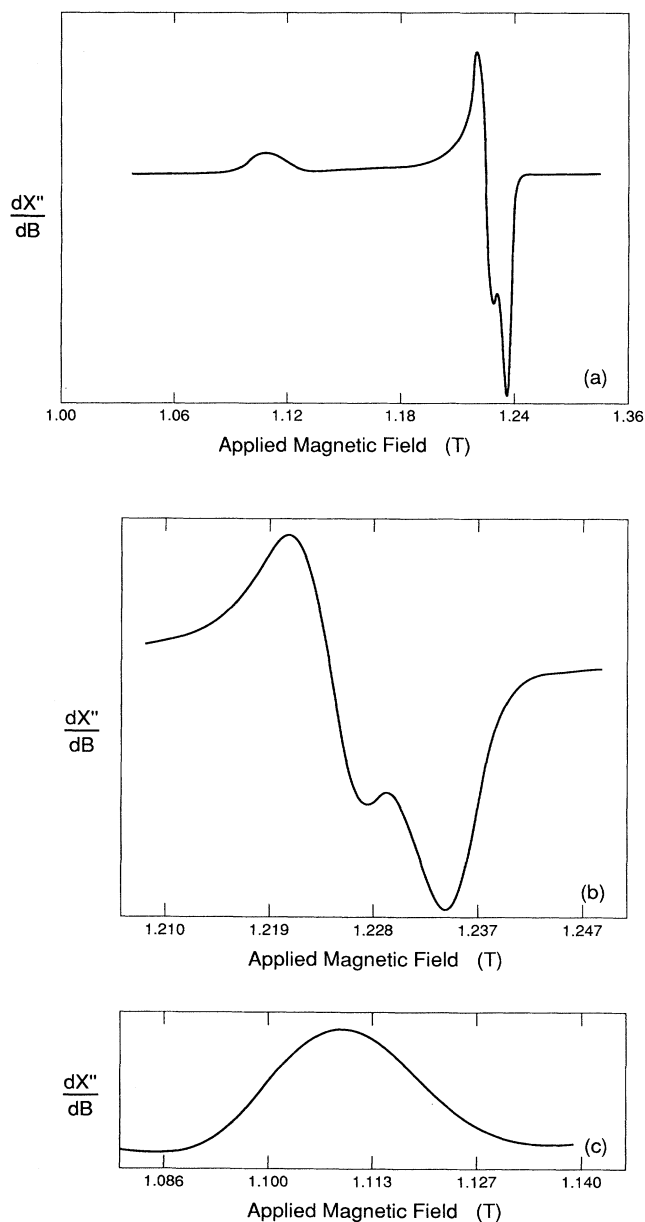 dX"
dB
(a)
1.00 1.06 1.12 1.18 1.24 1.36
Applied Magnetic Field (T)
dX"
dB
(b)
1.210 1.219 1.228 1.237 1.247
Applied Magnetic Field (T)
dX"
dB
(c)
1.086 1.100 1.113 1.127 1.140
Applied Magnetic Field (T)